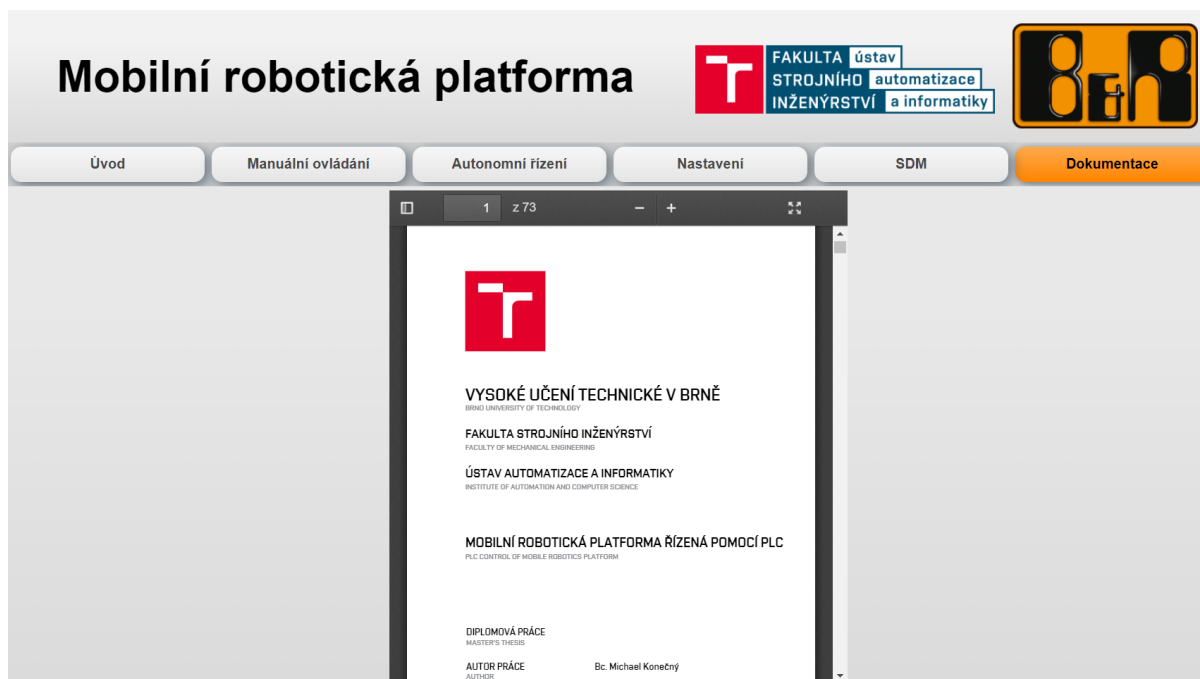 Mobilní robotická platforma
FAKULTA ústav
STROJNÍHO automatizace
INŽENÝRSTVÍ a informatiky
B&R
Úvod
Manuální ovládání
Autonomní řízení
Nastavení
SDM
Dokumentace
1 z 73
VYSOKÉ UČENÍ TECHNICKÉ V BRNĚ
BRNO UNIVERSITY OF TECHNOLOGY
FAKULTA STROJNÍHO INŽENÝRSTVÍ
FACULTY OF MECHANICAL ENGINEERING
ÚSTAV AUTOMATIZACE A INFORMATIKY
INSTITUTE OF AUTOMATION AND COMPUTER SCIENCE
MOBILNÍ ROBOTICKÁ PLATFORMA ŘÍZENÁ POMOCÍ PLC
PLC CONTROL OF MOBILE ROBOTICS PLATFORM
DIPLOMOVÁ PRÁCE
MASTER'S THESIS
AUTOR PRÁCE Bc. Michael Konečný
AUTHOR